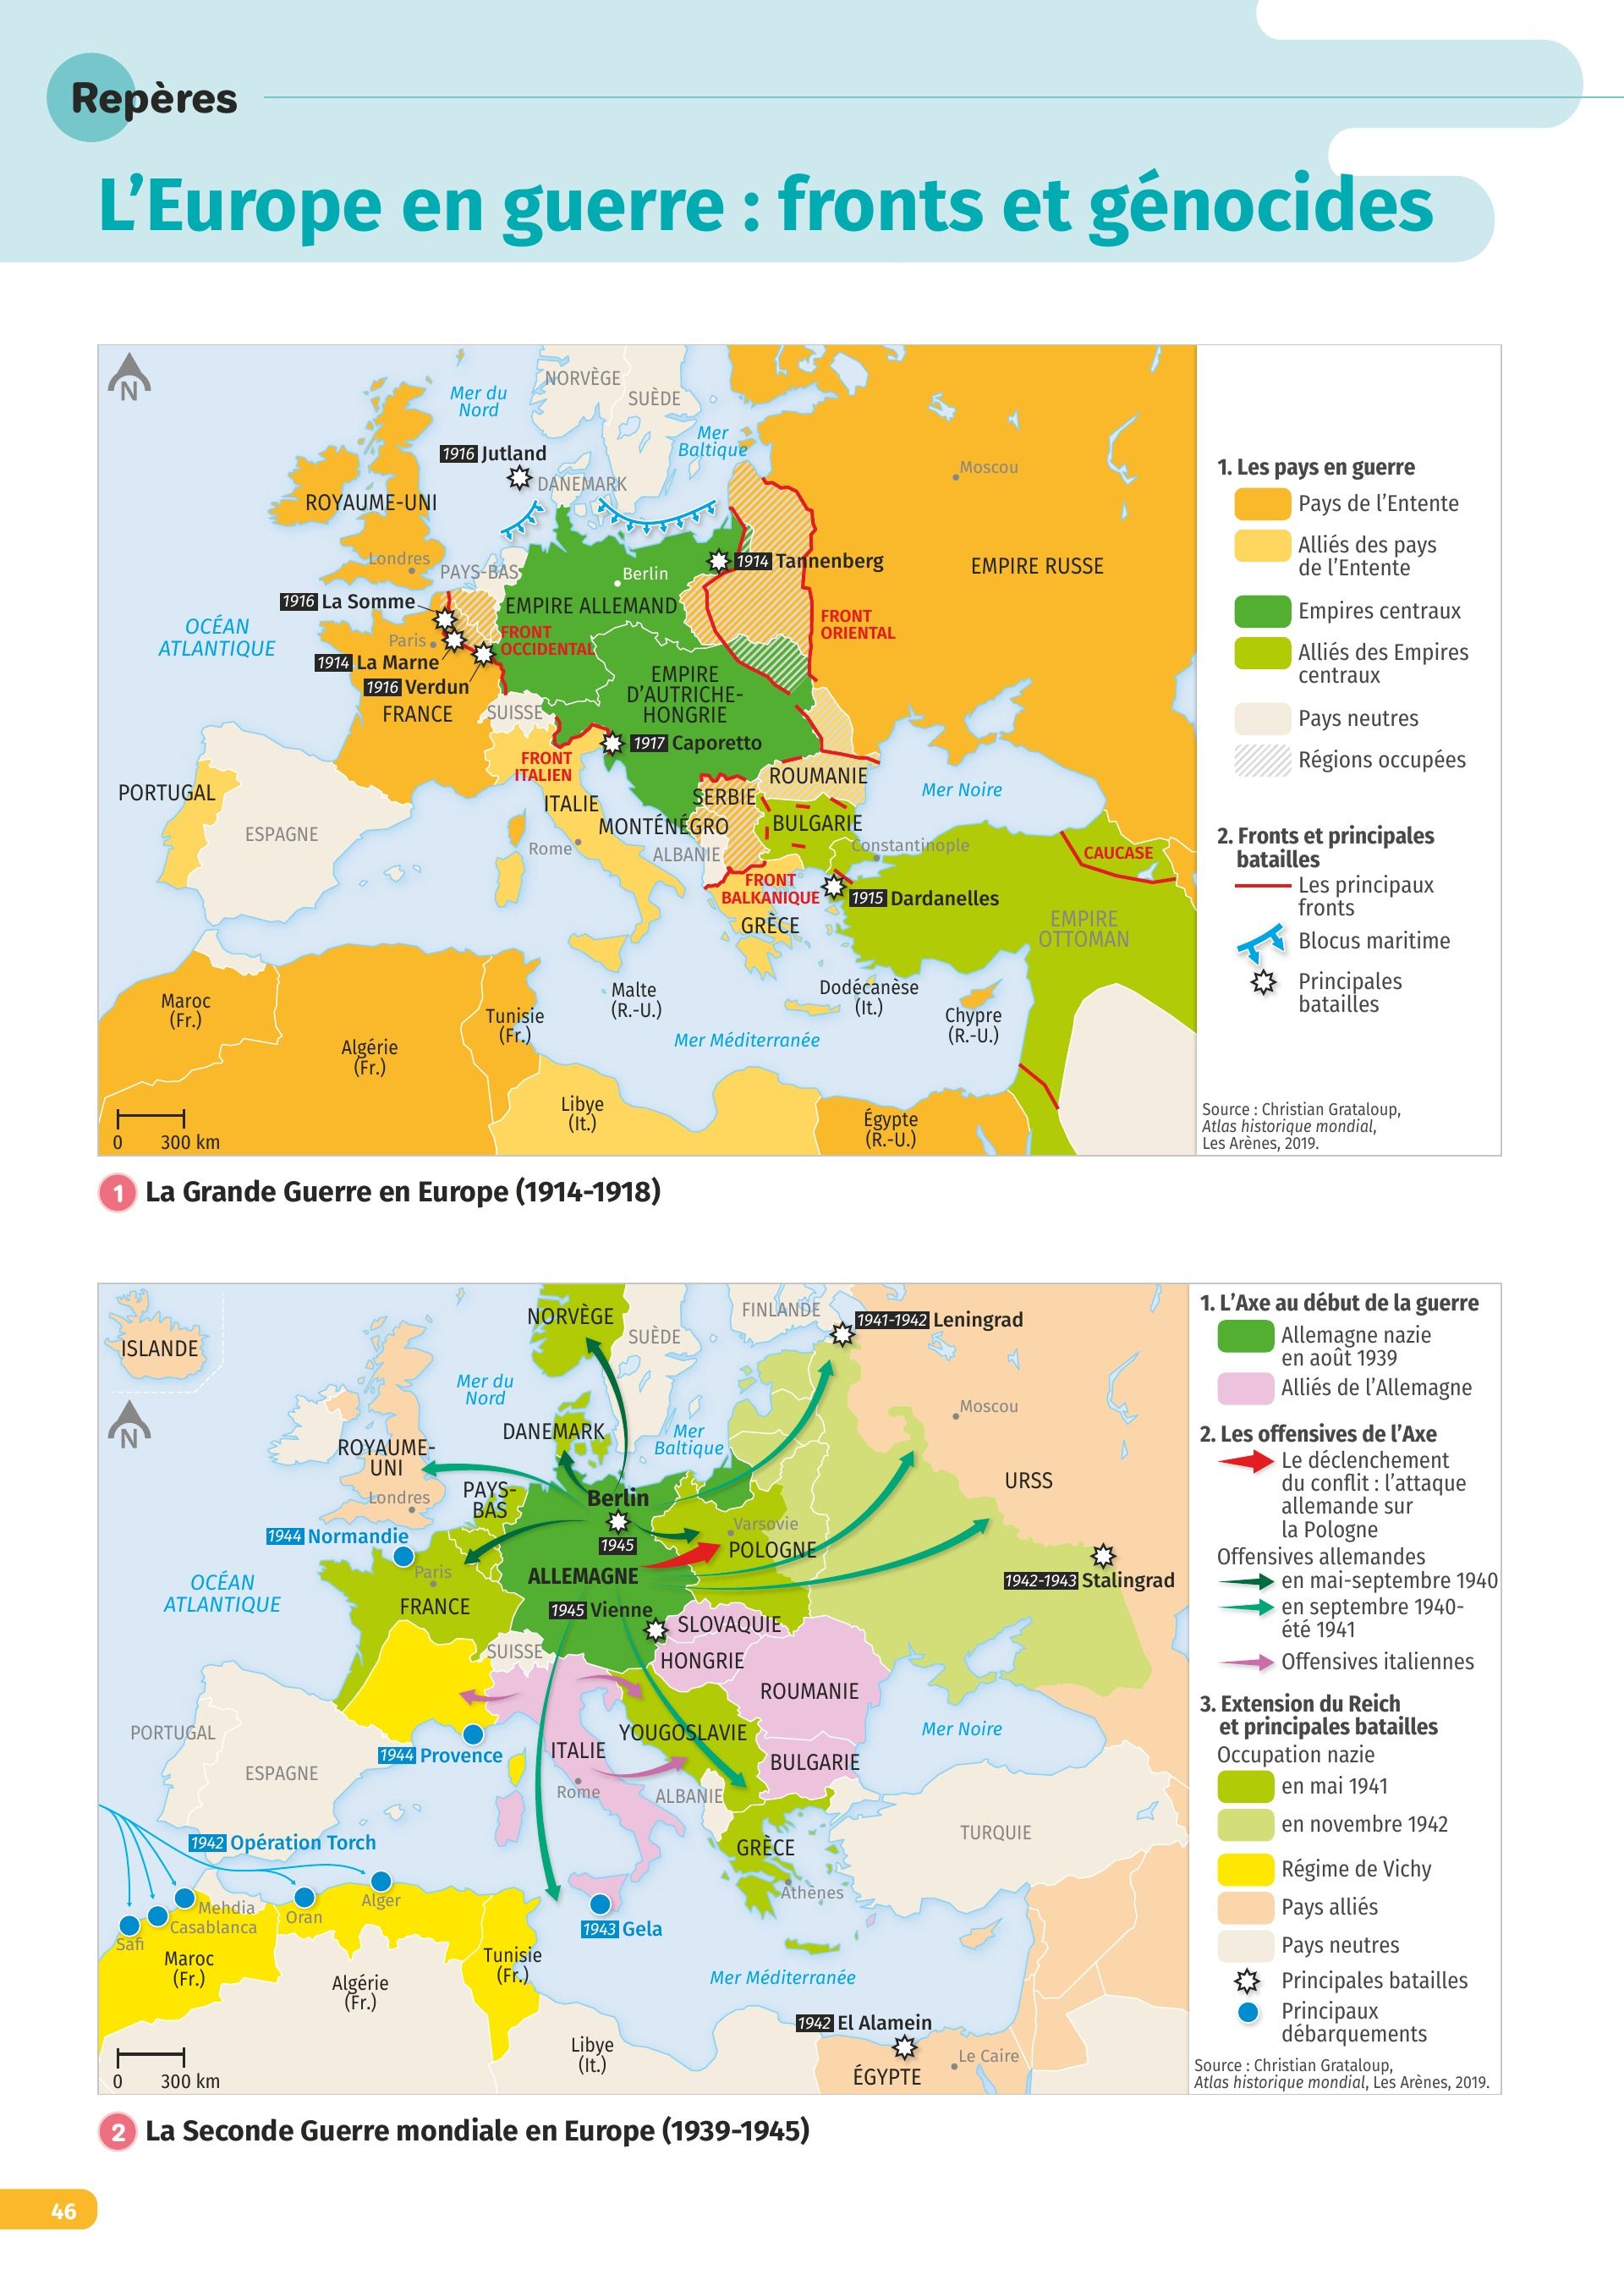 Repères
L'Europe en guerre : fronts et génocides
N
NORVÈGE
SUÈDE
Mer du
Nord
Mer
Baltique
1916 Jutland
DANEMARK
Moscou
ROYAUME-UNI
Londres
PAYS-BAS
Berlin
1914 Tannenberg
EMPIRE RUSSE
1916 La Somme
EMPIRE ALLEMAND
OCÉAN
ATLANTIQUE
Paris
FRONT
OCCIDENTAL
FRONT
ORIENTAL
1914 La Marne
1916 Verdun
EMPIRE
D'AUTRICHE-
HONGRIE
FRANCE
SUISSE
1917 Caporetto
FRONT
ITALIEN
ROUMANIE
PORTUGAL
ITALIE
SERBIE
Mer Noire
ESPAGNE
MONTÉNÉGRO
BULGARIE
Rome
ALBANIE
Constantinople
CAUCASE
FRONT
BALKANIQUE
1915 Dardanelles
GRÈCE
EMPIRE
OTTOMAN
Maroc
(Fr.)
Algérie
(Fr.)
Tunisie
(Fr.)
Malte
(R.-U.)
Dodécanèse
(It.)
Chypre
(R.-U.)
Mer Méditerranée
Libye
(It.)
Égypte
(R.-U.)
0 300 km
1. Les pays en guerre
Pays de l'Entente
Alliés des pays
de l'Entente
Empires centraux
Alliés des Empires
centraux
Pays neutres
Régions occupées
2. Fronts et principales
batailles
Les principaux
fronts
Blocus maritime
Principales
batailles
Source : Christian Grataloup,
Atlas historique mondial,
Les Arènes, 2019.
1 La Grande Guerre en Europe (1914-1918)
ISLANDE
N
NORVÈGE
SUÈDE
FINLANDE
1941-1942 Leningrad
Mer du
Nord
DANEMARK
Mer
Baltique
Moscou
ROYAUME-
UNI
Londres
PAYS-
BAS
Berlin
1945
Varsovie
POLOGNE
URSS
1944 Normandie
OCÉAN
ATLANTIQUE
Paris
FRANCE
ALLEMAGNE
1942-1943 Stalingrad
1945 Vienne
SLOVAQUIE
SUISSE
HONGRIE
ROUMANIE
PORTUGAL
ESPAGNE
1944 Provence
YOUGOSLAVIE
ITALIE
Rome
BULGARIE
Mer Noire
ALBANIE
1942 Opération Torch
GRÈCE
TURQUIE
Athènes
Safi
Casablanca
Mehdia
Oran
Alger
1943 Gela
Maroc
(Fr.)
Algérie
(Fr.)
Tunisie
(Fr.)
Mer Méditerranée
Libye
(It.)
1942 El Alamein
Le Caire
ÉGYPTE
0 300 km
1. L'Axe au début de la guerre
Allemagne nazie
en août 1939
Alliés de l'Allemagne
2. Les offensives de l'Axe
Le déclenchement
du conflit : l'attaque
allemande sur
la Pologne
Offensives allemandes
en mai-septembre 1940
en septembre 1940-
été 1941
Offensives italiennes
3. Extension du Reich
et principales batailles
Occupation nazie
en mai 1941
en novembre 1942
Régime de Vichy
Pays alliés
Pays neutres
Principales batailles
Principaux
débarquements
Source : Christian Grataloup,
Atlas historique mondial, Les Arènes, 2019.
2 La Seconde Guerre mondiale en Europe (1939-1945)
46